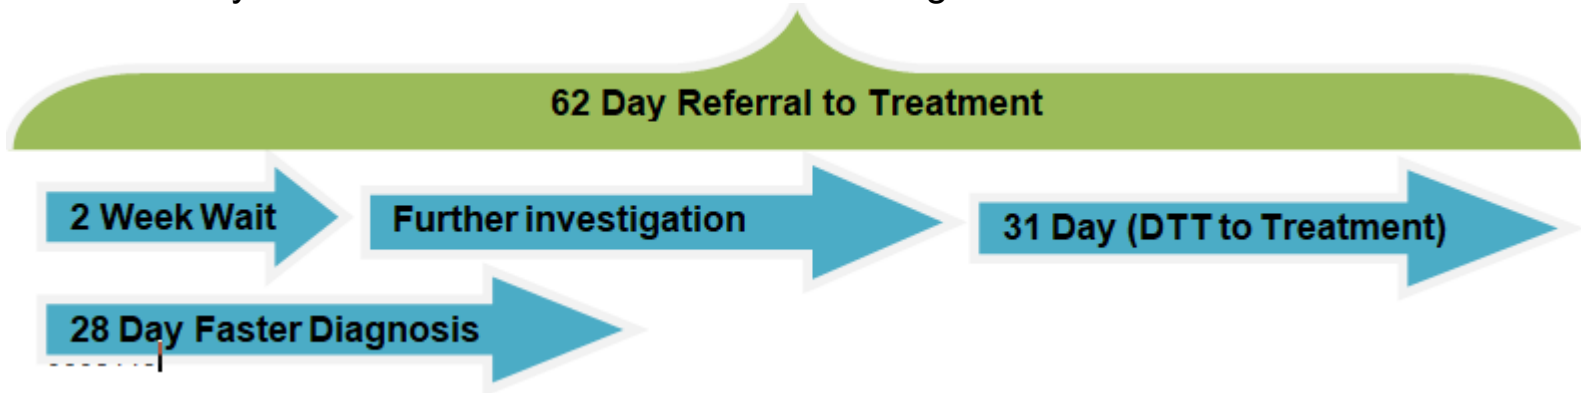 62 Day Referral to Treatment
2 Week Wait
Further investigation
31 Day (DTT to Treatment)
28 Day Faster Diagnosis